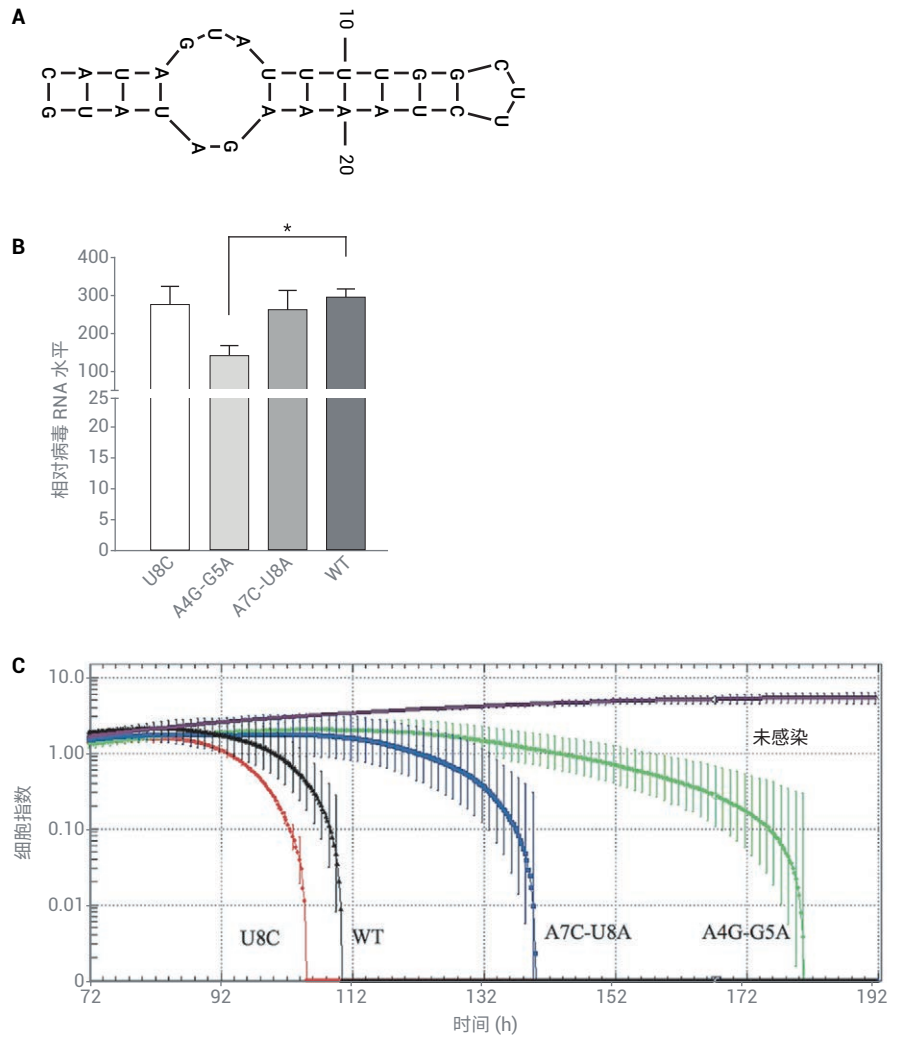 A
10
G U A
C A U A U U U U G G C
U
G U A U A A A A U C U
A G
20
B
*
400
300
200
100
25
20
15
10
5
0
相对病毒 RNA 水平
U8C
A4G-G5A
A7C-U8A
WT
C
10.0
1.00
0.10
0.01
0
细胞指数
未感染
U8C WT A7C-U8A A4G-G5A
72 92 112 132 152 172 192
时间 (h)